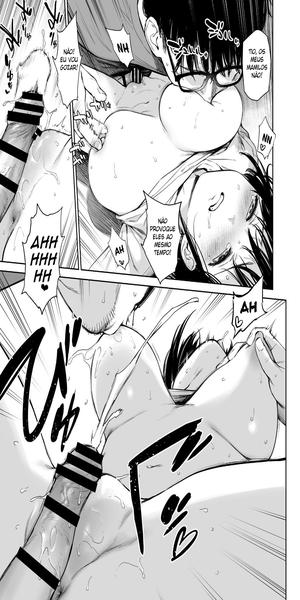 TIO, OS
MEUS
MAMILOS
NÃO!
NH
NÃO!
EU VOU
GOZAR!
NN
♡
NÃO
PROVOQUE
ELES AO
MESMO
TEMPO!
AH
♡
AHH
HHH
HH
♥
AH
♡